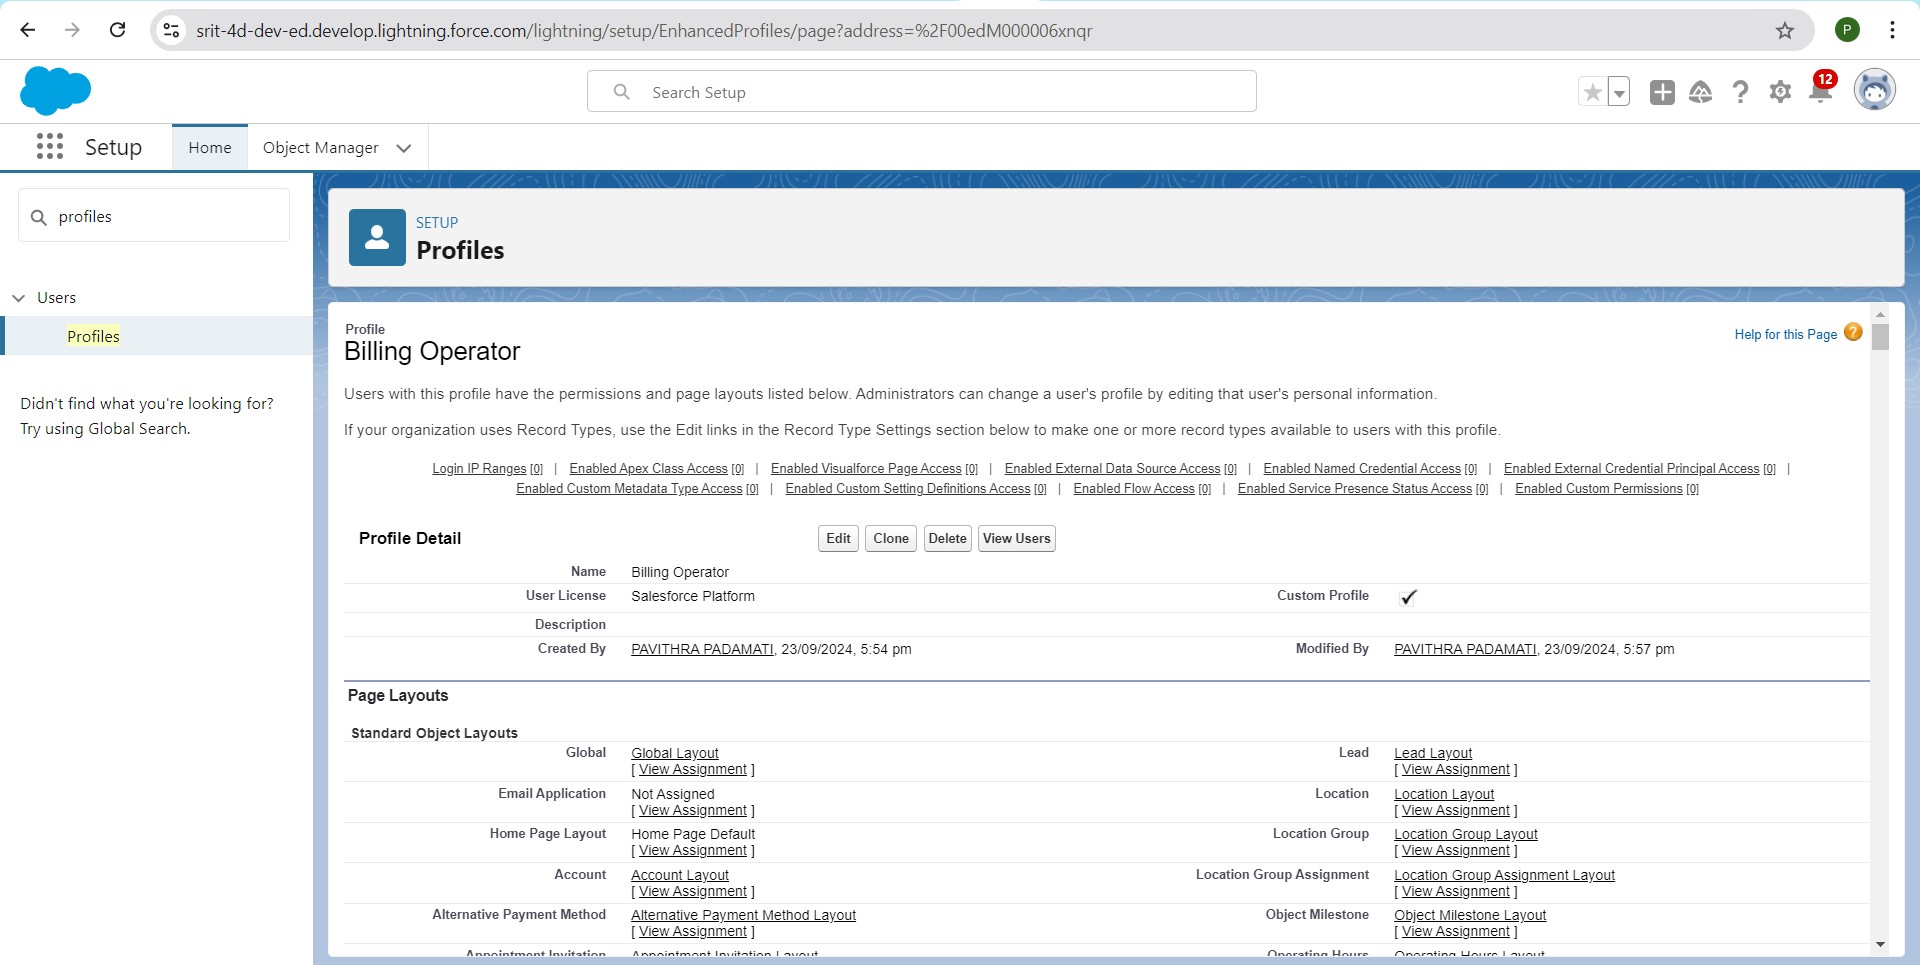 srit-4d-dev-ed.develop.lightning.force.com/lightning/setup/EnhancedProfiles/page?address=%2F00edM000006xnqr
P
Search Setup
12
Setup
Home
Object Manager
profiles
Users
Profiles
Didn't find what you're looking for?
Try using Global Search.
SETUP
Profiles
Profile
Billing Operator
Help for this Page ?
Users with this profile have the permissions and page layouts listed below. Administrators can change a user's profile by editing that user's personal information.
If your organization uses Record Types, use the Edit links in the Record Type Settings section below to make one or more record types available to users with this profile.
Login IP Ranges [0] | Enabled Apex Class Access [0] | Enabled Visualforce Page Access [0] | Enabled External Data Source Access [0] | Enabled Named Credential Access [0] | Enabled External Credential Principal Access [0] |
Enabled Custom Metadata Type Access [0] | Enabled Custom Setting Definitions Access [0] | Enabled Flow Access [0] | Enabled Service Presence Status Access [0] | Enabled Custom Permissions [0]
Profile Detail Edit Clone Delete View Users
Name Billing Operator
User License Salesforce Platform Custom Profile
Description
Created By PAVITHRA PADAMATI, 23/09/2024, 5:54 pm Modified By PAVITHRA PADAMATI, 23/09/2024, 5:57 pm
Page Layouts
Standard Object Layouts
Global Global Layout Lead Lead Layout
[ View Assignment ] [ View Assignment ]
Email Application Not Assigned Location Location Layout
[ View Assignment ] [ View Assignment ]
Home Page Layout Home Page Default Location Group Location Group Layout
[ View Assignment ] [ View Assignment ]
Account Account Layout Location Group Assignment Location Group Assignment Layout
[ View Assignment ] [ View Assignment ]
Alternative Payment Method Alternative Payment Method Layout Object Milestone Object Milestone Layout
[ View Assignment ] [ View Assignment ]
Appointment Invitation Appointment Invitation Layout Operating Hours Operating Hours Layout